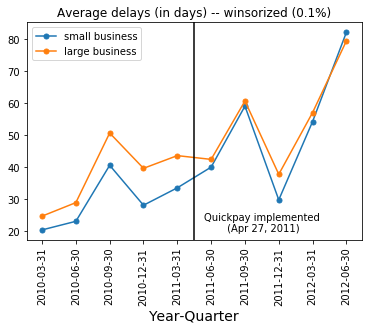 Average delays (in days) -- winsorized (0.1%)
small business
large business
80
70
60
50
40
30
20
Quickpay implemented
(Apr 27, 2011)
2010-03-31
2010-06-30
2010-09-30
2010-12-31
2011-03-31
2011-06-30
2011-09-30
2011-12-31
2012-03-31
2012-06-30
Year-Quarter